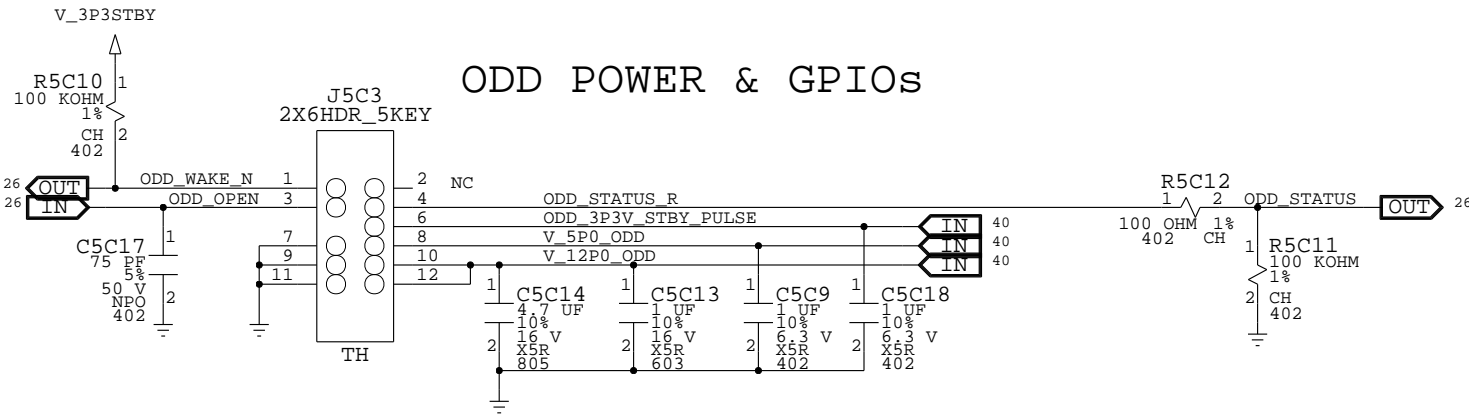 V_3P3STBY
ODD POWER & GPIOs
R5C10
1
100 KOHM
1%
CH
2
402
J5C3
2X6HDR_5KEY
26 OUT ODD_WAKE_N 1
26 IN ODD_OPEN 3
2 NC
4 ODD_STATUS_R
6 ODD_3P3V_STBY_PULSE IN 40
7
8 V_5P0_ODD IN 40
9
10 V_12P0_ODD IN 40
11
12
TH
1
C5C17
75 PF
5%
50 V
NPO
2
402
1
C5C14
4.7 UF
10%
16 V
2
X5R
805
1
C5C13
1 UF
10%
16 V
2
X5R
603
1
C5C9
1 UF
10%
6.3 V
2
X5R
402
1
C5C18
1 UF
10%
6.3 V
2
X5R
402
R5C12
1 2 ODD_STATUS OUT 26
100 OHM 1%
402 CH
1
R5C11
100 KOHM
1%
2
CH
402